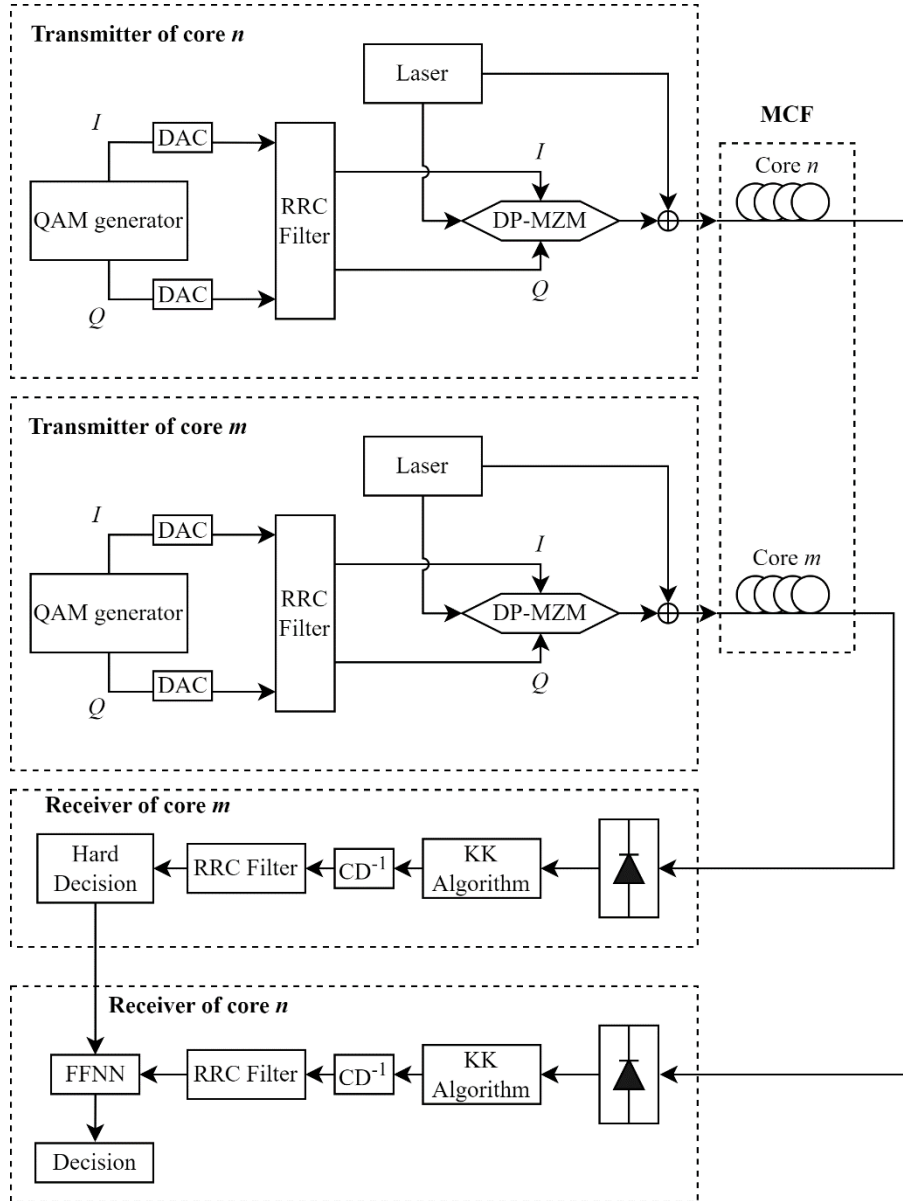 Transmitter of core n
Laser
MCF
I
DAC
I
Core n
QAM generator
RRC
Filter
DP-MZM
DAC
Q
Q
Transmitter of core m
Laser
I
DAC
I
Core m
QAM generator
RRC
Filter
DP-MZM
DAC
Q
Q
Receiver of core m
Hard
Decision
RRC Filter
CD-1
KK
Algorithm
Receiver of core n
FFNN
RRC Filter
CD-1
KK
Algorithm
Decision